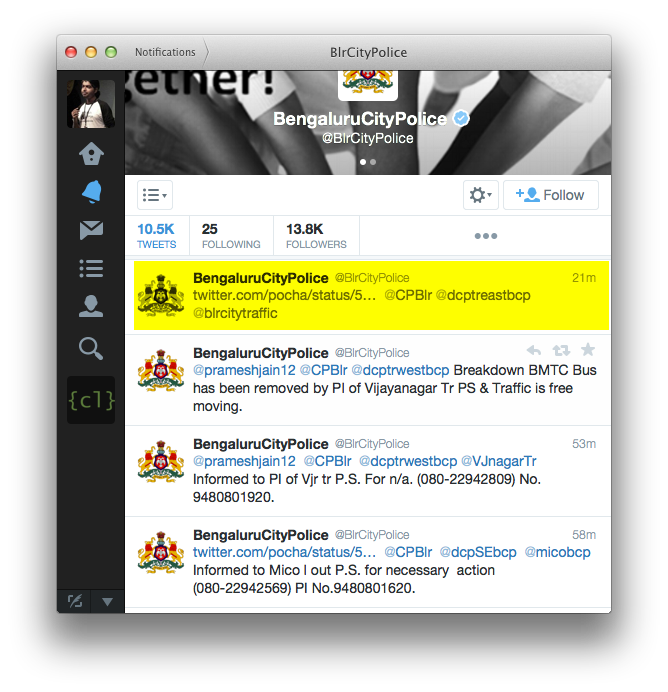 Notifications
BlrCityPolice
gether!
BengaluruCityPolice
@BlrCityPolice
Follow
10.5K 25 13.8K
TWEETS FOLLOWING FOLLOWERS
BengaluruCityPolice @BlrCityPolice 21m
twitter.com/pocha/status/5... @CPBlr @dcptreastbcp
@blrcitytraffic
BengaluruCityPolice @BlrCityPolice
@prameshjain12 @CPBlr @dcptrwestbcp Breakdown BMTC Bus
has been removed by PI of Vijayanagar Tr PS & Traffic is free
moving.
BengaluruCityPolice @BlrCityPolice 53m
@prameshjain12 @CPBlr @dcptrwestbcp @VJnagarTr
Informed to PI of Vjr tr P.S. For n/a. (080-22942809) No.
9480801920.
BengaluruCityPolice @BlrCityPolice 58m
twitter.com/pocha/status/5... @CPBlr @dcpSEbcp @micobcp
Informed to Mico l out P.S. for necessary action
(080-22942569) PI No.9480801620.
{cl}